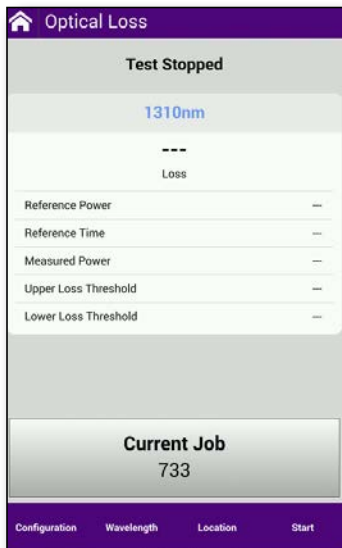 Optical Loss
Test Stopped
1310nm
---
Loss
Reference Power ---
Reference Time ---
Measured Power ---
Upper Loss Threshold ---
Lower Loss Threshold ---
Current Job
733
Configuration Wavelength Location Start